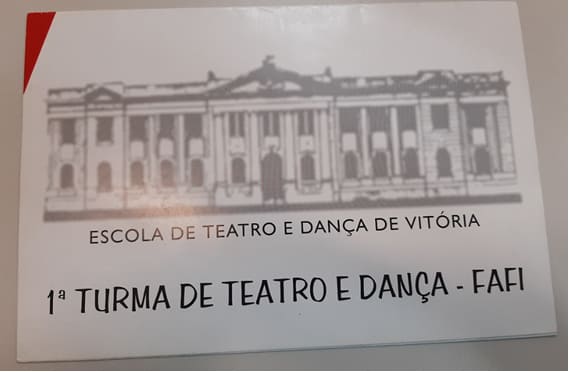 ESCOLA DE TEATRO E DANÇA DE VITÓRIA
1ª TURMA DE TEATRO E DANÇA - FAFI